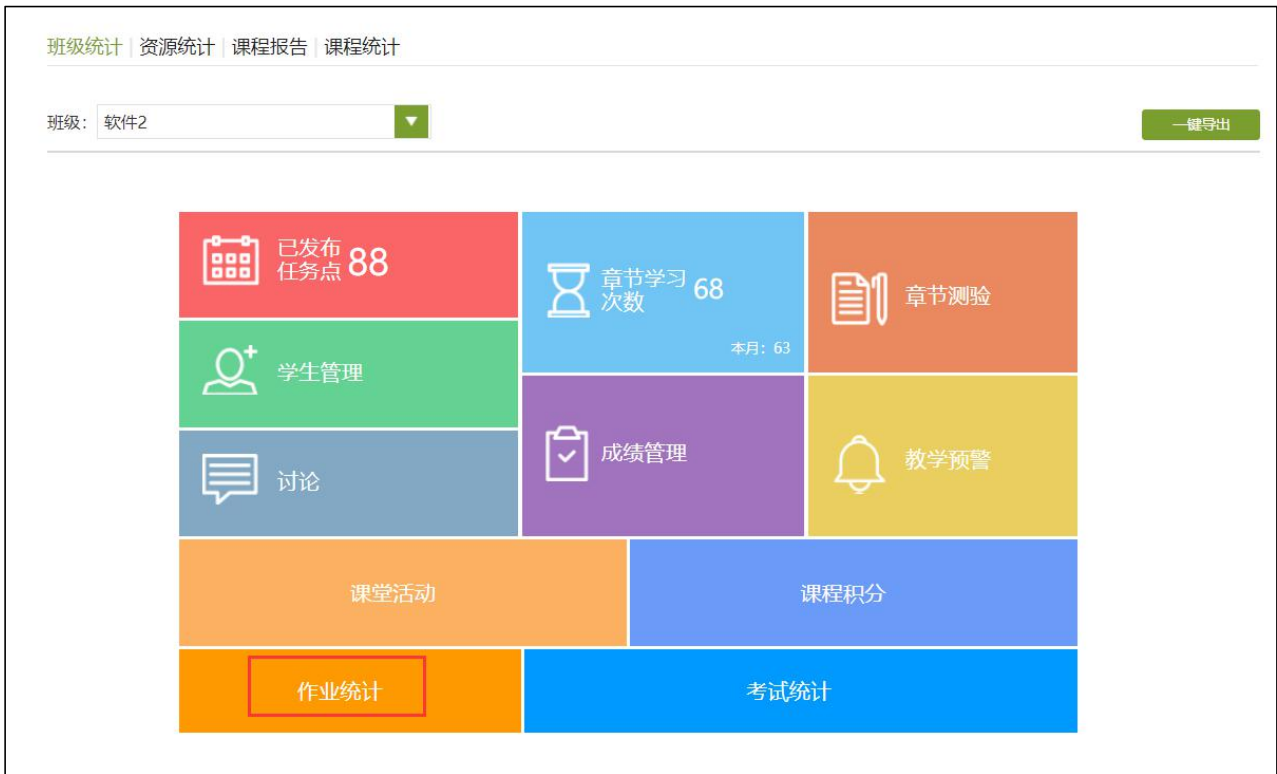 班级统计 | 资源统计 | 课程报告 | 课程统计
班级: 软件2
一键导出
已发布
任务点 88
章节学习
次数 68
本月: 63
章节测验
学生管理
讨论
成绩管理
教学预警
课堂活动
课程积分
作业统计
考试统计